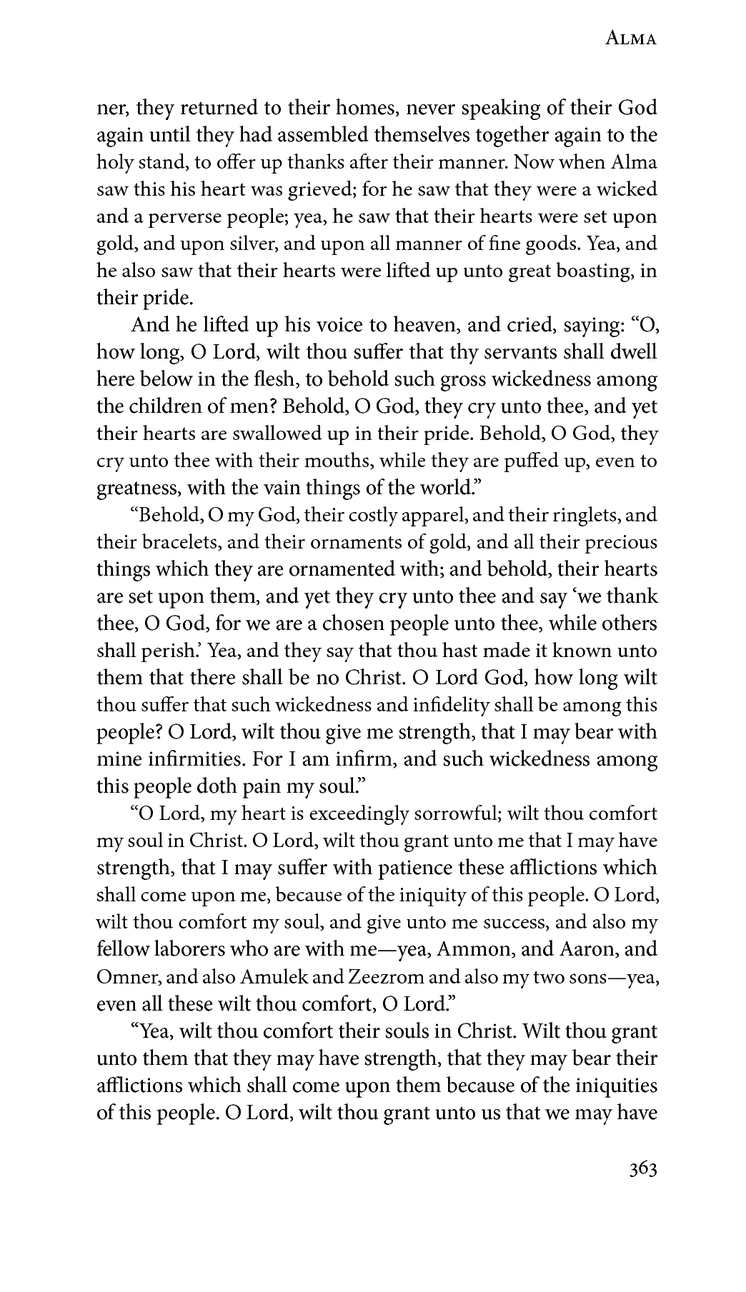 Alma
ner, they returned to their homes, never speaking of their God
again until they had assembled themselves together again to the
holy stand, to offer up thanks after their manner. Now when Alma
saw this his heart was grieved; for he saw that they were a wicked
and a perverse people; yea, he saw that their hearts were set upon
gold, and upon silver, and upon all manner of fine goods. Yea, and
he also saw that their hearts were lifted up unto great boasting, in
their pride.
And he lifted up his voice to heaven, and cried, saying: “O,
how long, O Lord, wilt thou suffer that thy servants shall dwell
here below in the flesh, to behold such gross wickedness among
the children of men? Behold, O God, they cry unto thee, and yet
their hearts are swallowed up in their pride. Behold, O God, they
cry unto thee with their mouths, while they are puffed up, even to
greatness, with the vain things of the world.”
“Behold, O my God, their costly apparel, and their ringlets, and
their bracelets, and their ornaments of gold, and all their precious
things which they are ornamented with; and behold, their hearts
are set upon them, and yet they cry unto thee and say ‘we thank
thee, O God, for we are a chosen people unto thee, while others
shall perish.’ Yea, and they say that thou hast made it known unto
them that there shall be no Christ. O Lord God, how long wilt
thou suffer that such wickedness and infidelity shall be among this
people? O Lord, wilt thou give me strength, that I may bear with
mine infirmities. For I am infirm, and such wickedness among
this people doth pain my soul.”
“O Lord, my heart is exceedingly sorrowful; wilt thou comfort
my soul in Christ. O Lord, wilt thou grant unto me that I may have
strength, that I may suffer with patience these afflictions which
shall come upon me, because of the iniquity of this people. O Lord,
wilt thou comfort my soul, and give unto me success, and also my
fellow laborers who are with me—yea, Ammon, and Aaron, and
Omner, and also Amulek and Zeezrom and also my two sons—yea,
even all these wilt thou comfort, O Lord.”
“Yea, wilt thou comfort their souls in Christ. Wilt thou grant
unto them that they may have strength, that they may bear their
afflictions which shall come upon them because of the iniquities
of this people. O Lord, wilt thou grant unto us that we may have
363